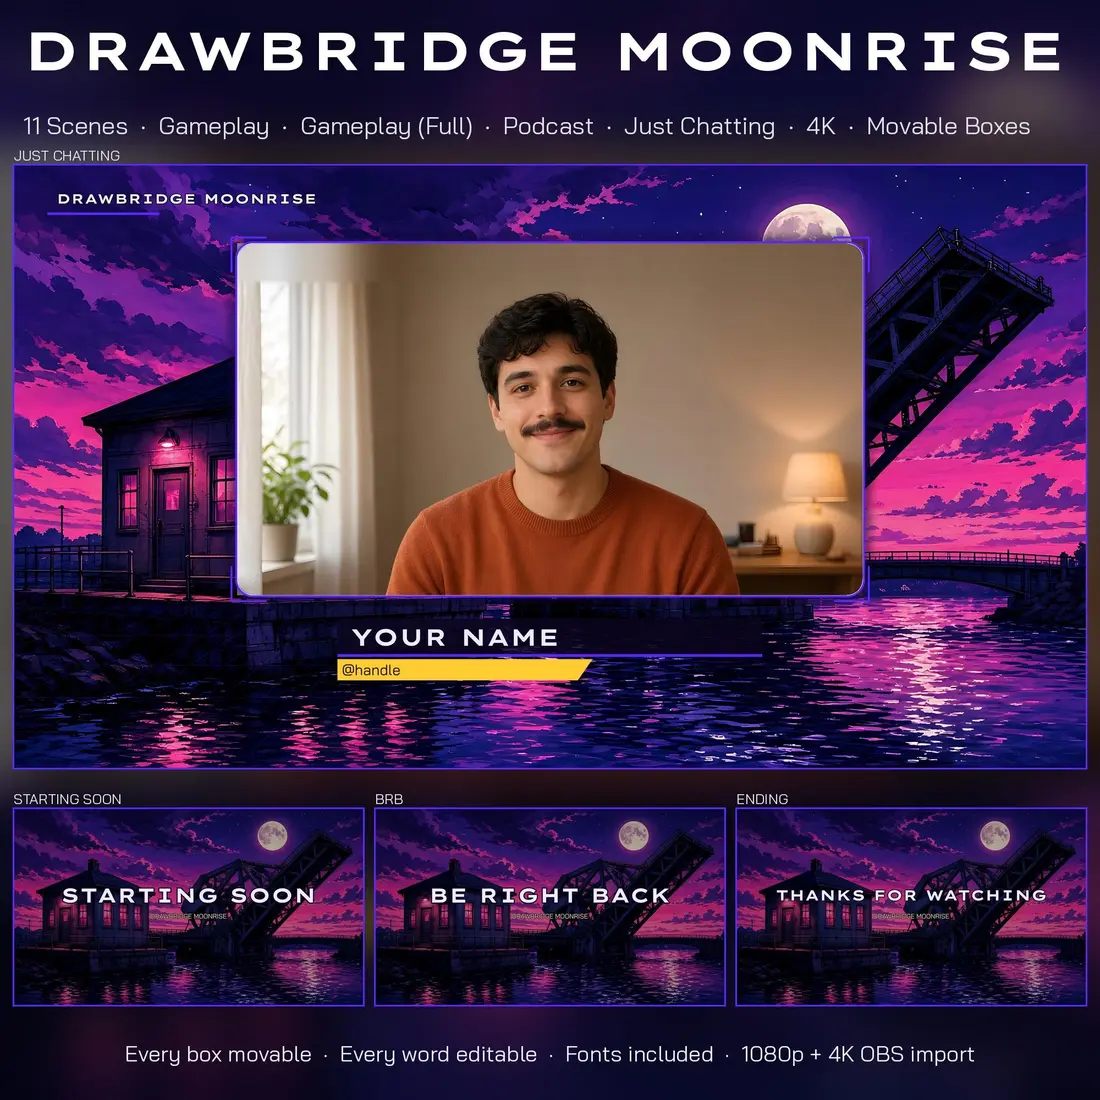 DRAWBRIDGE MOONRISE
11 Scenes · Gameplay · Gameplay (Full) · Podcast · Just Chatting · 4K · Movable Boxes
JUST CHATTING
DRAWBRIDGE MOONRISE
YOUR NAME
@handle
STARTING SOON
BRB
ENDING
STARTING SOON
BE RIGHT BACK
THANKS FOR WATCHING
@DRAWBRIDGE MOONRISE
@DRAWBRIDGE MOONRISE
@DRAWBRIDGE MOONRISE
Every box movable · Every word editable · Fonts included · 1080p + 4K OBS import